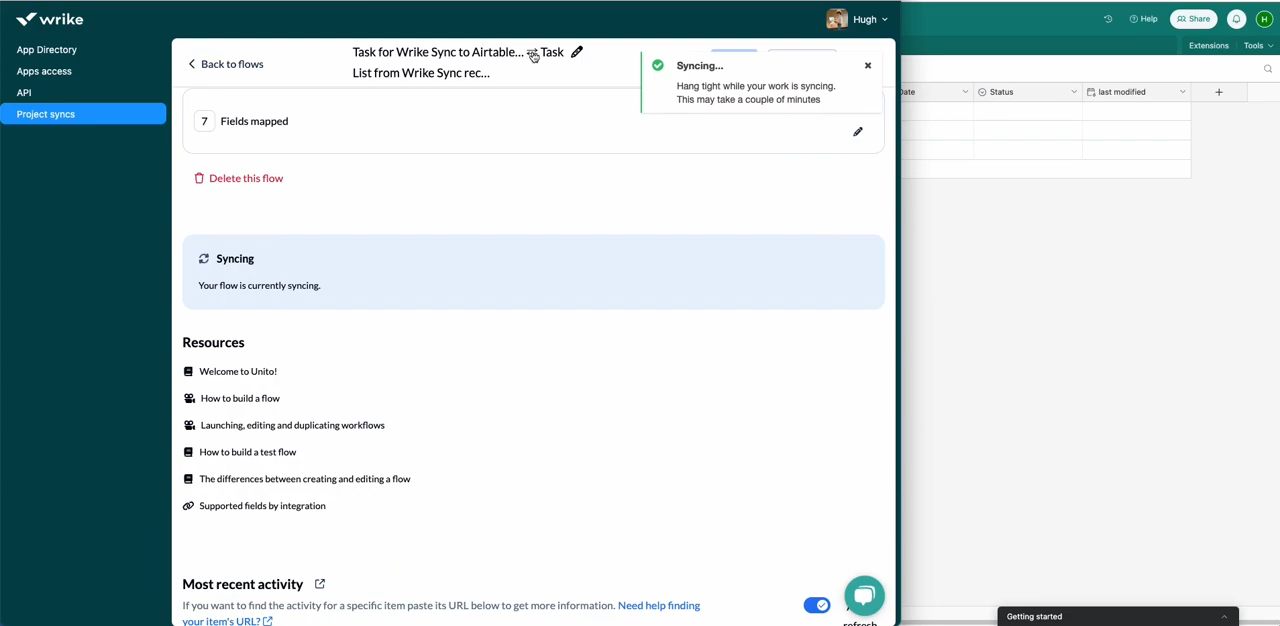 wrike
Hugh
App Directory
Apps access
API
Project syncs
Back to flows
Task for Wrike Sync to Airtable... Task
List from Wrike Sync rec...
Syncing...
Hang tight while your work is syncing.
This may take a couple of minutes
7 Fields mapped
Delete this flow
Syncing
Your flow is currently syncing.
Resources
Welcome to Unito!
How to build a flow
Launching, editing and duplicating workflows
How to build a test flow
The differences between creating and editing a flow
Supported fields by integration
Most recent activity
If you want to find the activity for a specific item paste its URL below to get more information. Need help finding
your item's URL?
refresh
Help
Share
H
Extensions
Tools
Date
Status
last modified
Getting started